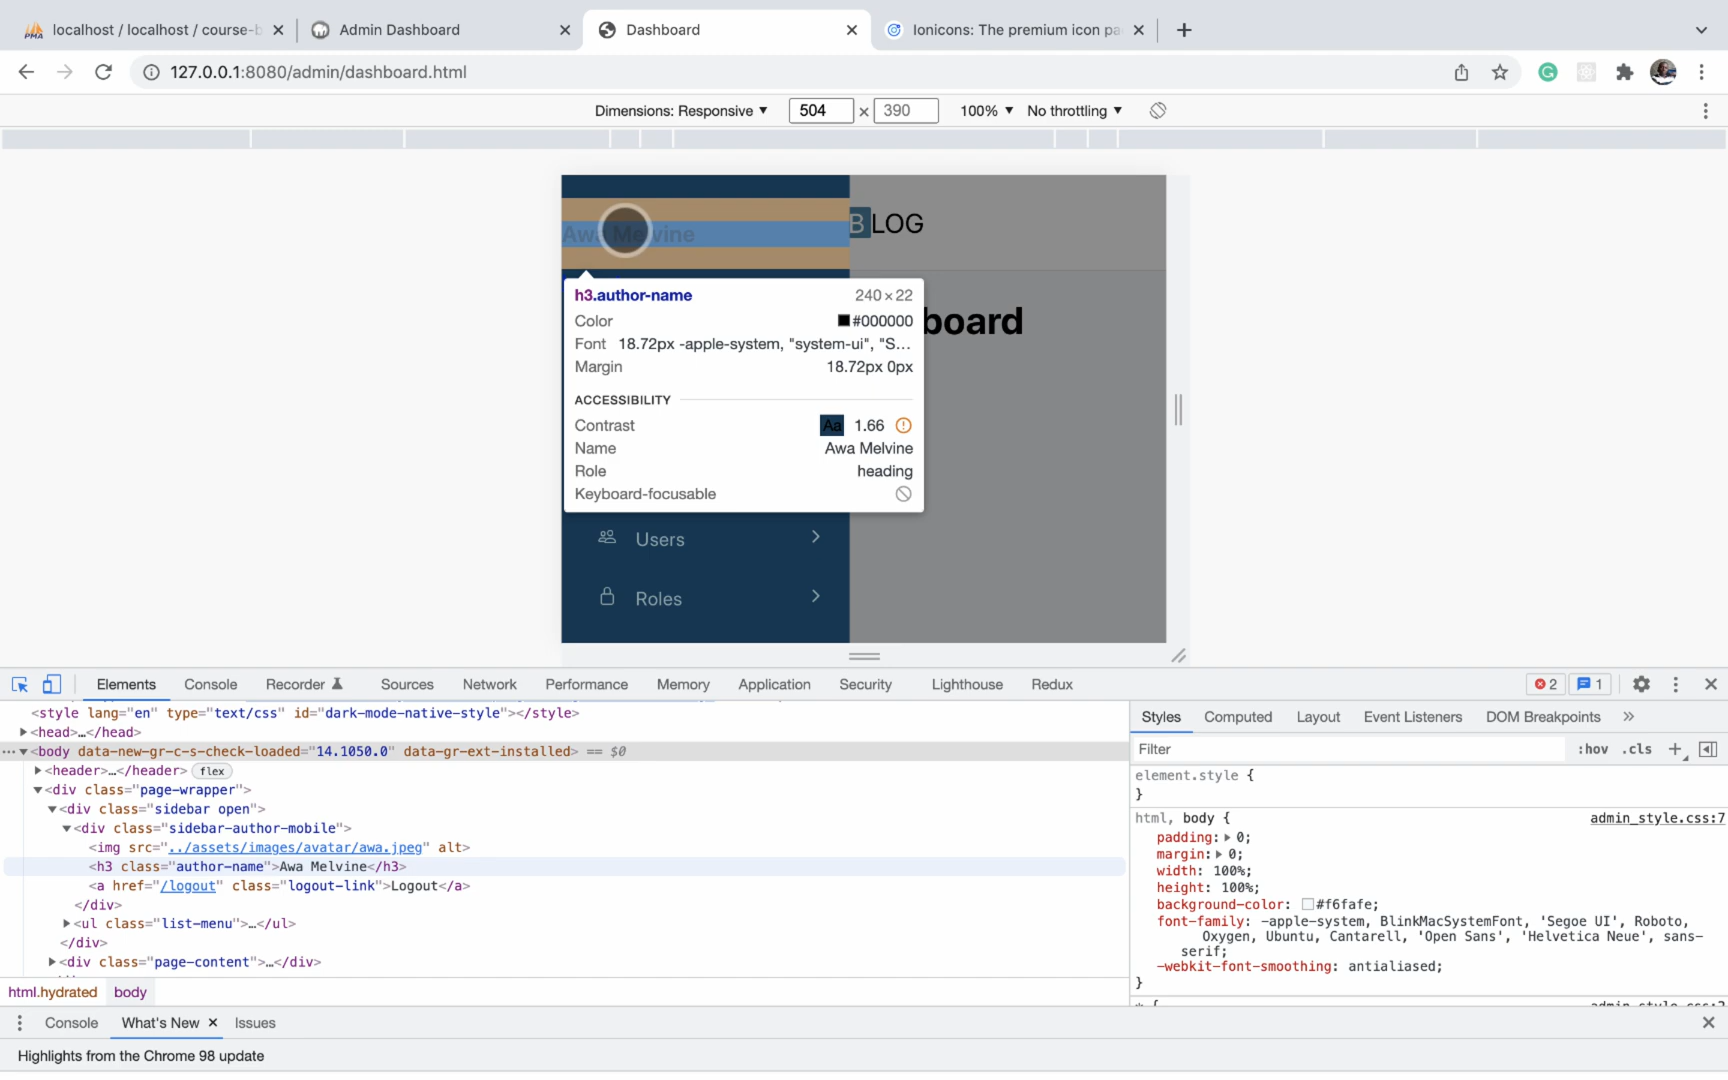 localhost / localhost / course-b
Admin Dashboard
Dashboard
Ionicons: The premium icon pa
127.0.0.1:8080/admin/dashboard.html
Dimensions: Responsive 504 × 390 100% No throttling
Awa Melvine
BLOG
h3.author-name 240 × 22
board
Color #000000
Font 18.72px -apple-system, "system-ui", "S…
Margin 18.72px 0px
ACCESSIBILITY
Contrast Aa 1.66
Name Awa Melvine
Role heading
Keyboard-focusable
Users
Roles
Elements Console Recorder Sources Network Performance Memory Application Security Lighthouse Redux 2 1
<style lang="en" type="text/css" id="dark-mode-native-style"></style>
<head>…</head>
<body data-new-gr-c-s-check-loaded="14.1050.0" data-gr-ext-installed> == $0
<header>…</header> flex
<div class="page-wrapper">
<div class="sidebar open">
<div class="sidebar-author-mobile">
<img src="../assets/images/avatar/awa.jpeg" alt>
<h3 class="author-name">Awa Melvine</h3>
<a href="/logout" class="logout-link">Logout</a>
</div>
<ul class="list-menu">…</ul>
</div>
<div class="page-content">…</div>
html.hydrated body
Styles Computed Layout Event Listeners DOM Breakpoints
Filter :hov .cls
element.style {
}
html, body { admin_style.css:7
padding: 0;
margin: 0;
width: 100%;
height: 100%;
background-color: #f6fafe;
font-family: -apple-system, BlinkMacSystemFont, 'Segoe UI', Roboto,
Oxygen, Ubuntu, Cantarell, 'Open Sans', 'Helvetica Neue', sans-
serif;
-webkit-font-smoothing: antialiased;
}
Console What's New Issues
Highlights from the Chrome 98 update